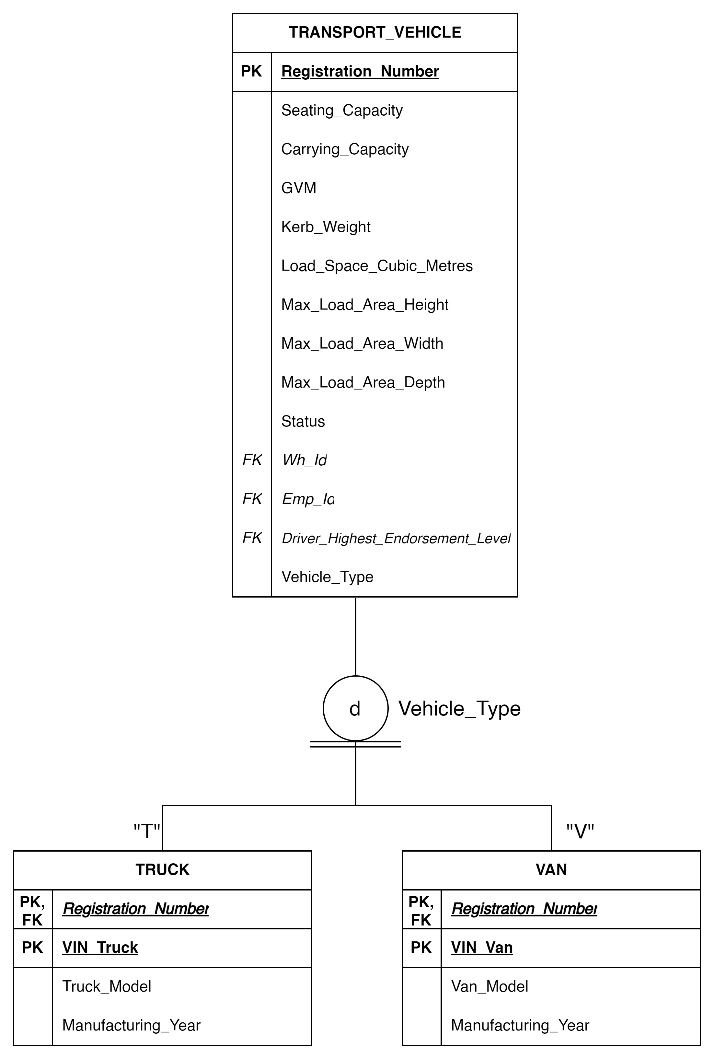 TRANSPORT_VEHICLE
PK Registration_Number
Seating_Capacity
Carrying_Capacity
GVM
Kerb_Weight
Load_Space_Cubic_Metres
Max_Load_Area_Height
Max_Load_Area_Width
Max_Load_Area_Depth
Status
FK Wh_Id
FK Emp_Id
FK Driver_Highest_Endorsement_Level
Vehicle_Type
d Vehicle_Type
"T" "V"
TRUCK
PK, FK Registration_Number
PK VIN_Truck
Truck_Model
Manufacturing_Year
VAN
PK, FK Registration_Number
PK VIN_Van
Van_Model
Manufacturing_Year